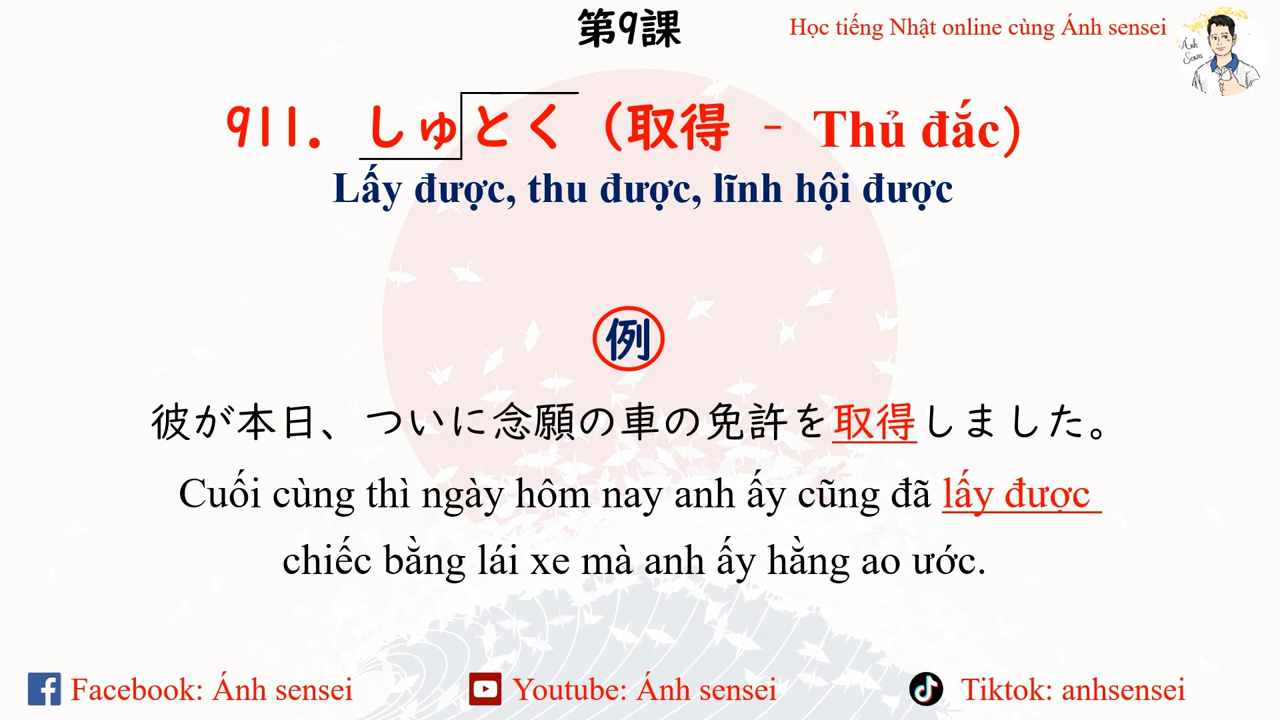 第9課
Học tiếng Nhật online cùng Ánh sensei
Ánh
Sensei
911. しゅとく (取得 - Thủ đắc)
Lấy được, thu được, lĩnh hội được
例
彼が本日、ついに念願の車の免許を取得しました。
Cuối cùng thì ngày hôm nay anh ấy cũng đã lấy được
chiếc bằng lái xe mà anh ấy hằng ao ước.
Facebook: Ánh sensei
Youtube: Ánh sensei
Tiktok: anhsensei